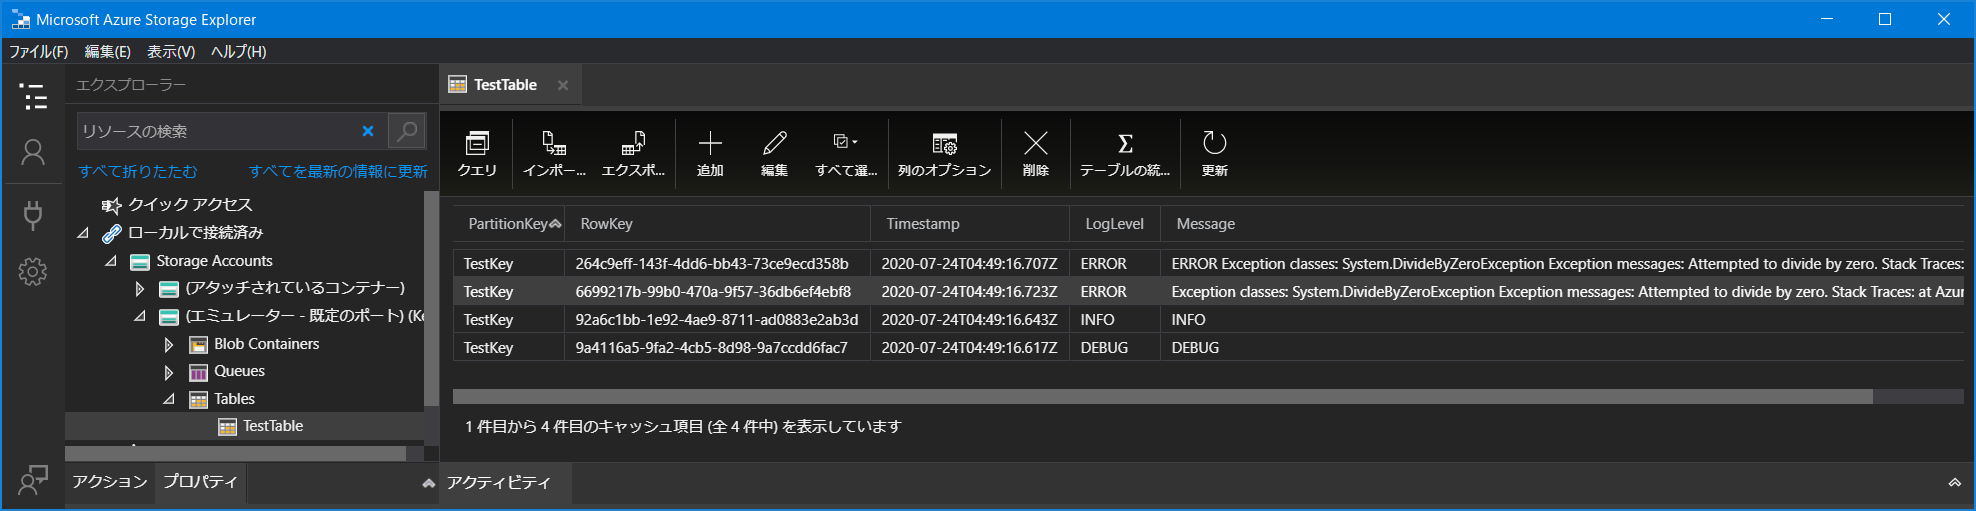 Microsoft Azure Storage Explorer
ファイル(F) 編集(E) 表示(V) ヘルプ(H)
エクスプローラー
リソースの検索
すべて折りたたむ すべてを最新の情報に更新
クイック アクセス
ローカルで接続済み
Storage Accounts
(アタッチされているコンテナー)
(エミュレーター - 既定のポート) (Ke
Blob Containers
Queues
Tables
TestTable
アクション プロパティ
TestTable
クエリ インポー... エクスポ... 追加 編集 すべて選... 列のオプション 削除 テーブルの統... 更新
PartitionKey RowKey Timestamp LogLevel Message
TestKey 264c9eff-143f-4dd6-bb43-73ce9ecd358b 2020-07-24T04:49:16.707Z ERROR ERROR Exception classes: System.DivideByZeroException Exception messages: Attempted to divide by zero. Stack Traces:
TestKey 6699217b-99b0-470a-9f57-36db6ef4ebf8 2020-07-24T04:49:16.723Z ERROR Exception classes: System.DivideByZeroException Exception messages: Attempted to divide by zero. Stack Traces: at Azur
TestKey 92a6c1bb-1e92-4ae9-8711-ad0883e2ab3d 2020-07-24T04:49:16.643Z INFO INFO
TestKey 9a4116a5-9fa2-4cb5-8d98-9a7ccdd6fac7 2020-07-24T04:49:16.617Z DEBUG DEBUG
1 件目から 4 件目のキャッシュ項目 (全 4 件中) を表示しています
アクティビティ